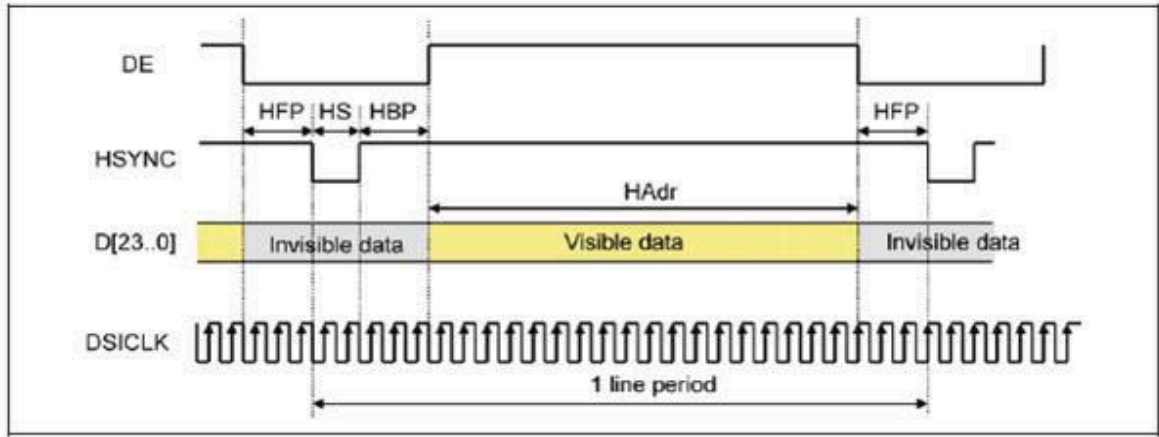 DE
HFP HS HBP HFP
HSYNC
HAdr
D[23..0] Invisible data Visible data Invisible data
DSICLK
1 line period